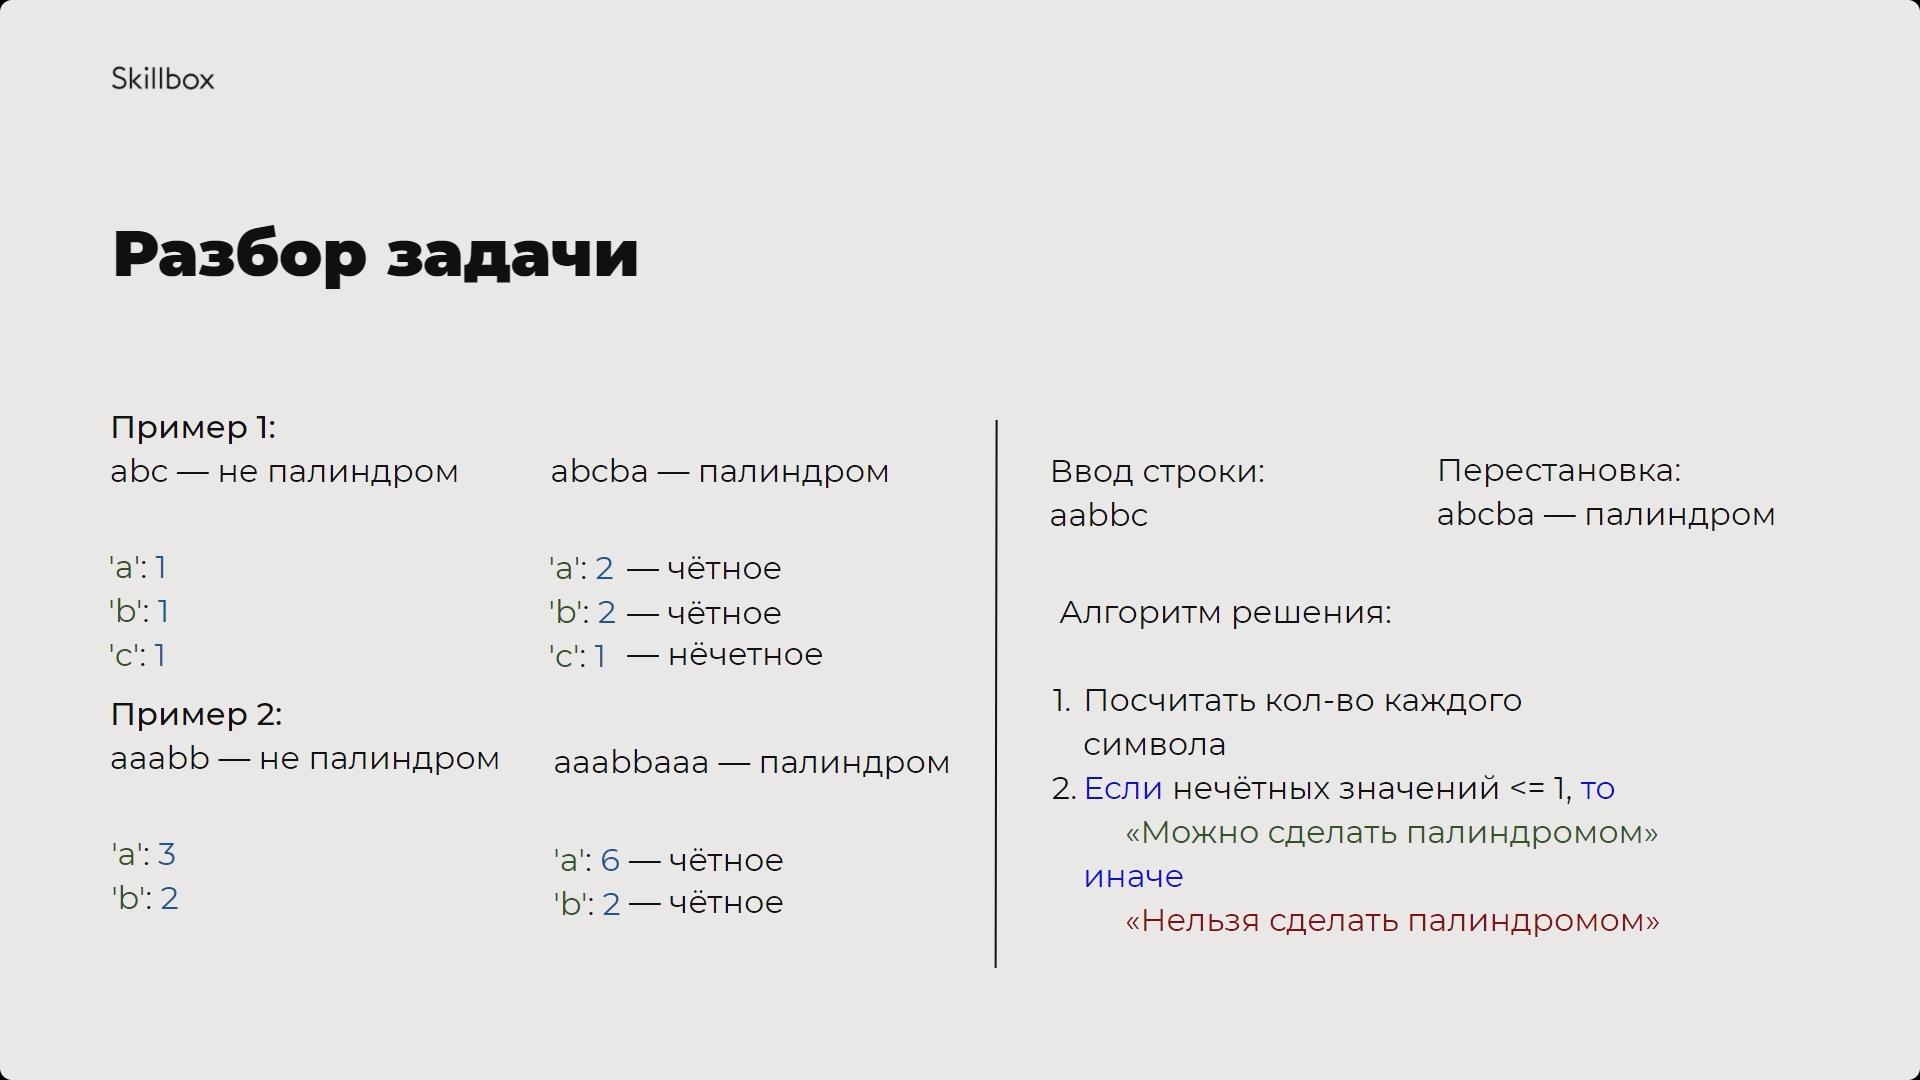 Skillbox
Разбор задачи
Пример 1:
abc — не палиндром
'a': 1
'b': 1
'c': 1
abcba — палиндром
'a': 2 — чётное
'b': 2 — чётное
'c': 1 — нёчетное
Пример 2:
aaabb — не палиндром
'a': 3
'b': 2
aaabbaaa — палиндром
'a': 6 — чётное
'b': 2 — чётное
Ввод строки:
aabbc
Перестановка:
abcba — палиндром
Алгоритм решения:
1. Посчитать кол-во каждого
символа
2. Если нечётных значений <= 1, то
«Можно сделать палиндромом»
иначе
«Нельзя сделать палиндромом»